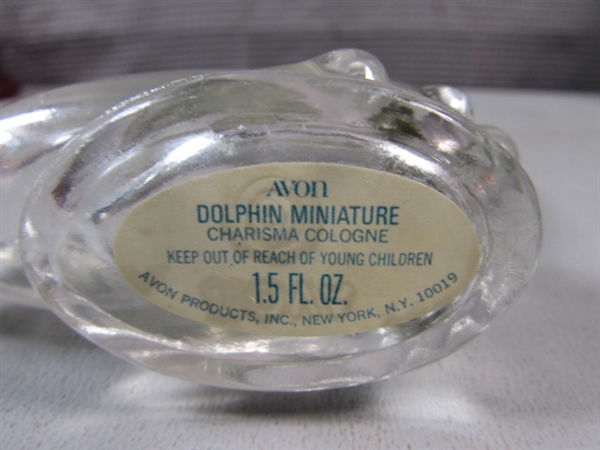 AVON
DOLPHIN MINIATURE
CHARISMA COLOGNE
KEEP OUT OF REACH OF YOUNG CHILDREN
1.5 FL. OZ.
AVON PRODUCTS, INC., NEW YORK, N.Y. 10019